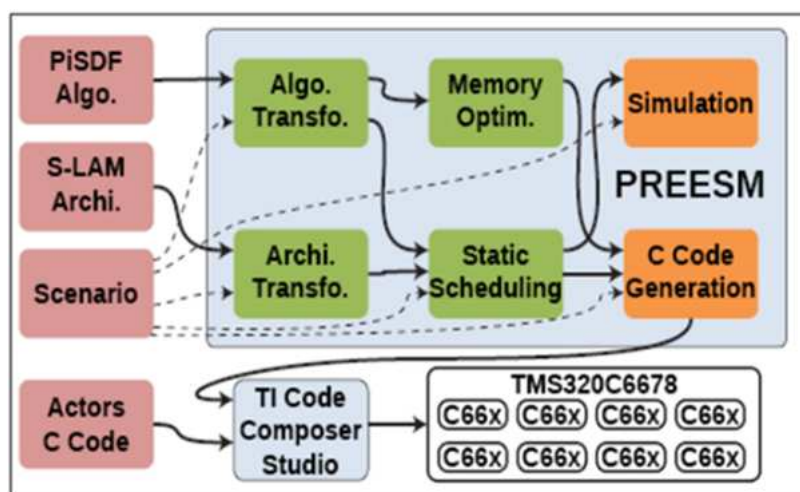 PiSDF
Algo.
Algo.
Transfo.
Memory
Optim.
Simulation
S-LAM
Archi.
PREESM
Scenario
Archi.
Transfo.
Static
Scheduling
C Code
Generation
Actors
C Code
TI Code
Composer
Studio
TMS320C6678
C66x C66x C66x C66x
C66x C66x C66x C66x